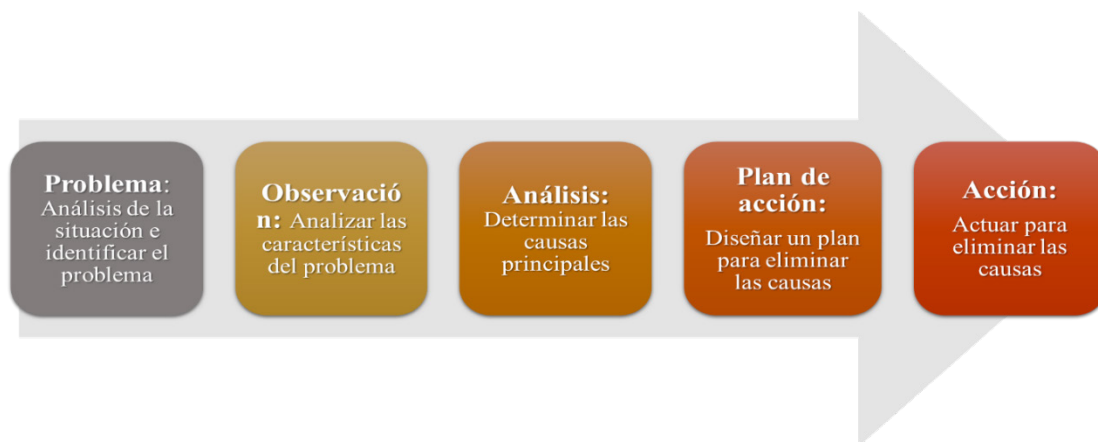 Problema:
Análisis de la
situación e
identificar el
problema
Observació
n: Analizar las
características
del problema
Análisis:
Determinar las
causas
principales
Plan de
acción:
Diseñar un plan
para eliminar
las causas
Acción:
Actuar para
eliminar las
causas